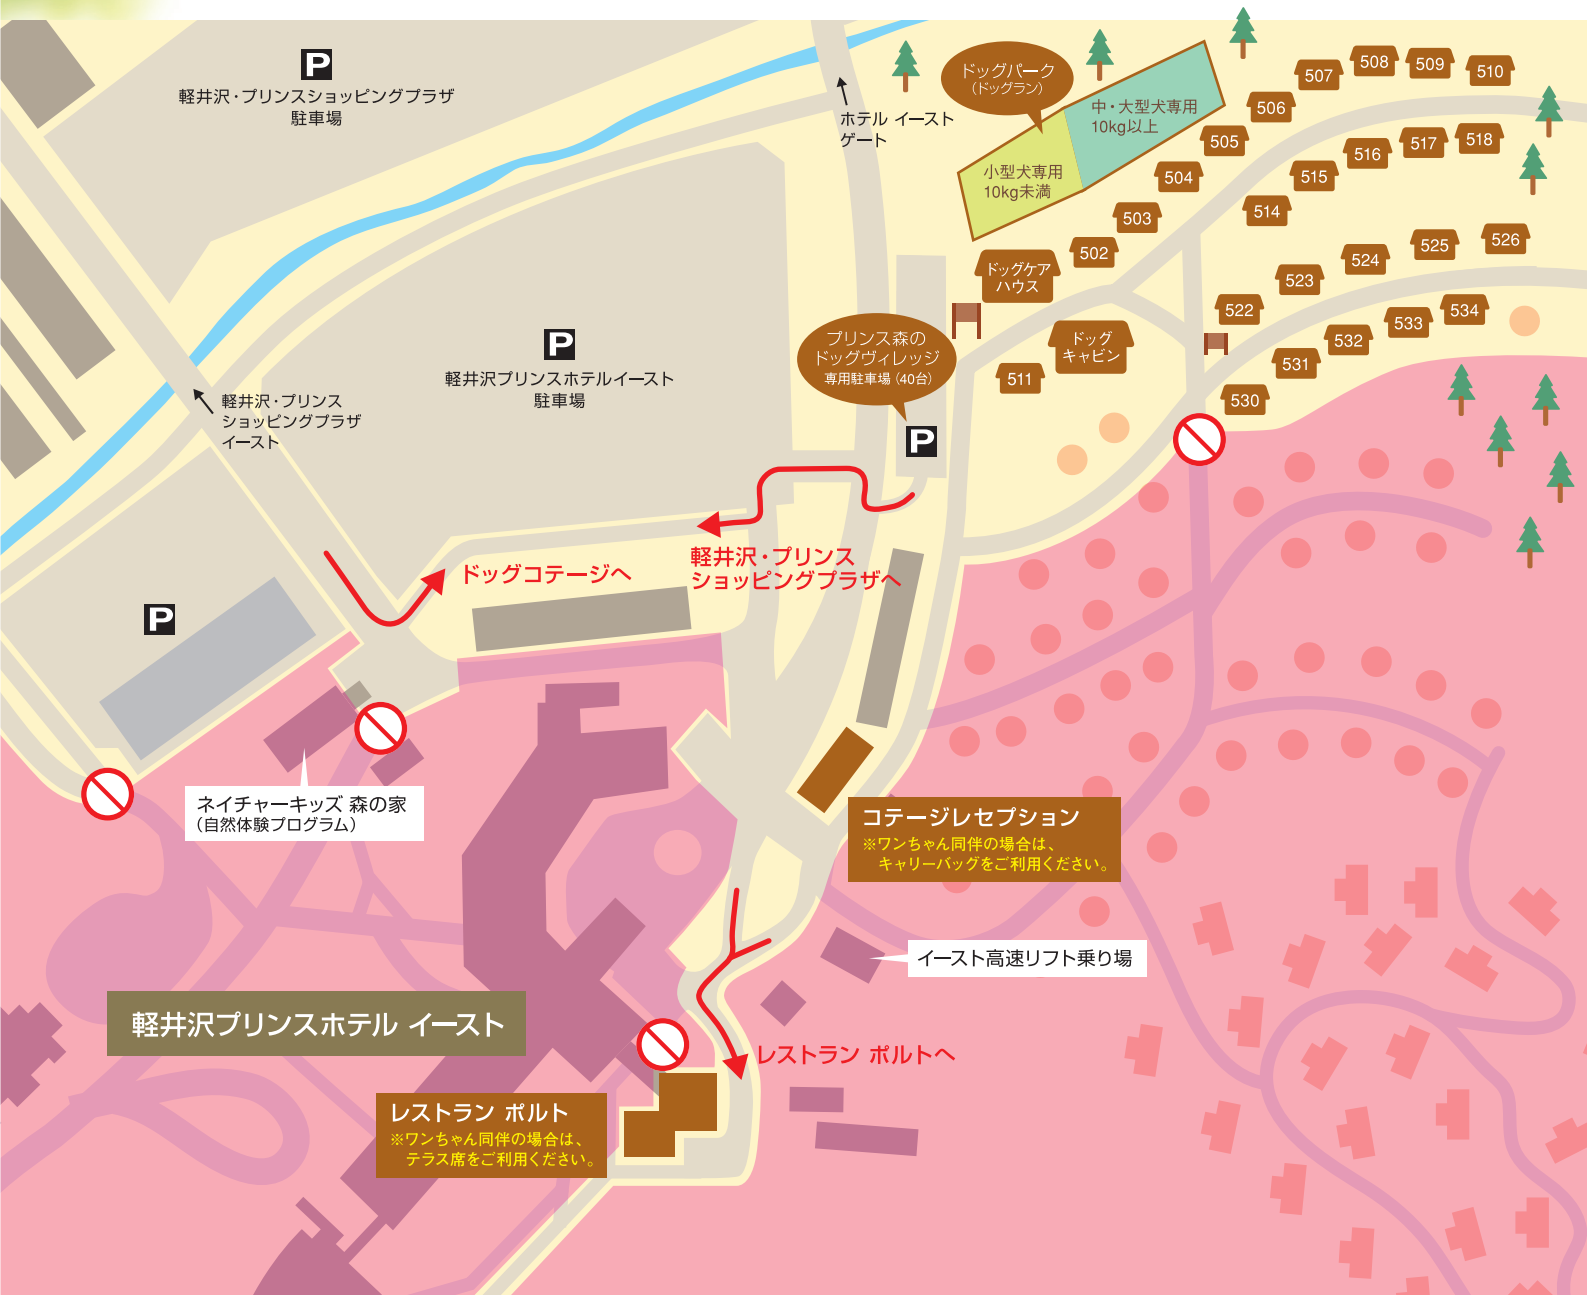 P
軽井沢・プリンスショッピングプラザ
駐車場
ホテル イースト
ゲート
ドッグパーク
（ドッグラン）
中・大型犬専用
10kg以上
小型犬専用
10kg未満
507
508
509
510
506
505
504
503
502
518
517
516
515
514
526
525
524
523
522
534
533
532
531
530
511
ドッグケア
ハウス
ドッグ
キャビン
プリンス森の
ドッグヴィレッジ
専用駐車場（40台）
P
P
軽井沢プリンスホテルイースト
駐車場
軽井沢・プリンス
ショッピングプラザ
イースト
ドッグコテージへ
軽井沢・プリンス
ショッピングプラザへ
P
ネイチャーキッズ 森の家
（自然体験プログラム）
コテージレセプション
※ワンちゃん同伴の場合は、
キャリーバッグをご利用ください。
イースト高速リフト乗り場
軽井沢プリンスホテル イースト
レストラン ポルトへ
レストラン ポルト
※ワンちゃん同伴の場合は、
テラス席をご利用ください。